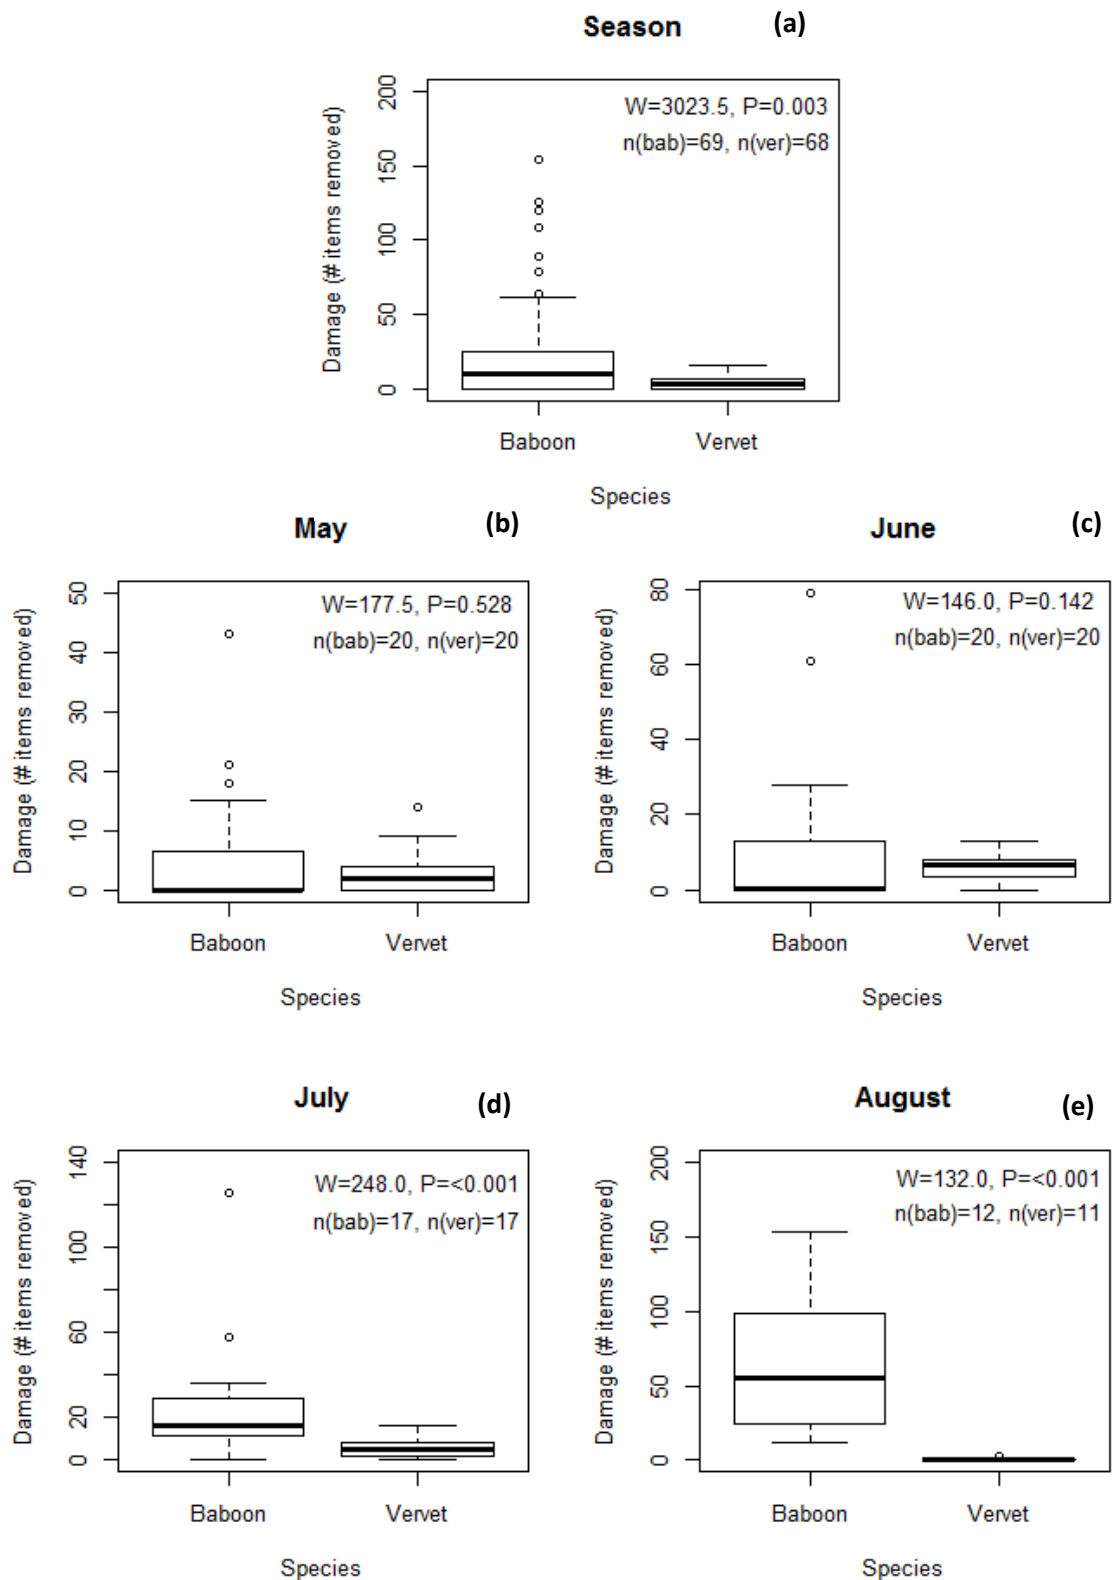 Season (a)
Damage (# items removed)
200
150
100
50
0
W=3023.5, P=0.003
n(bab)=69, n(ver)=68
Baboon Vervet
Species
May (b)
Damage (# items removed)
50
40
30
20
10
0
W=177.5, P=0.528
n(bab)=20, n(ver)=20
Baboon Vervet
Species
June (c)
Damage (# items removed)
80
60
40
20
0
W=146.0, P=0.142
n(bab)=20, n(ver)=20
Baboon Vervet
Species
July (d)
Damage (# items removed)
140
100
60
20
0
W=248.0, P=<0.001
n(bab)=17, n(ver)=17
Baboon Vervet
Species
August (e)
Damage (# items removed)
200
150
100
50
0
W=132.0, P=<0.001
n(bab)=12, n(ver)=11
Baboon Vervet
Species